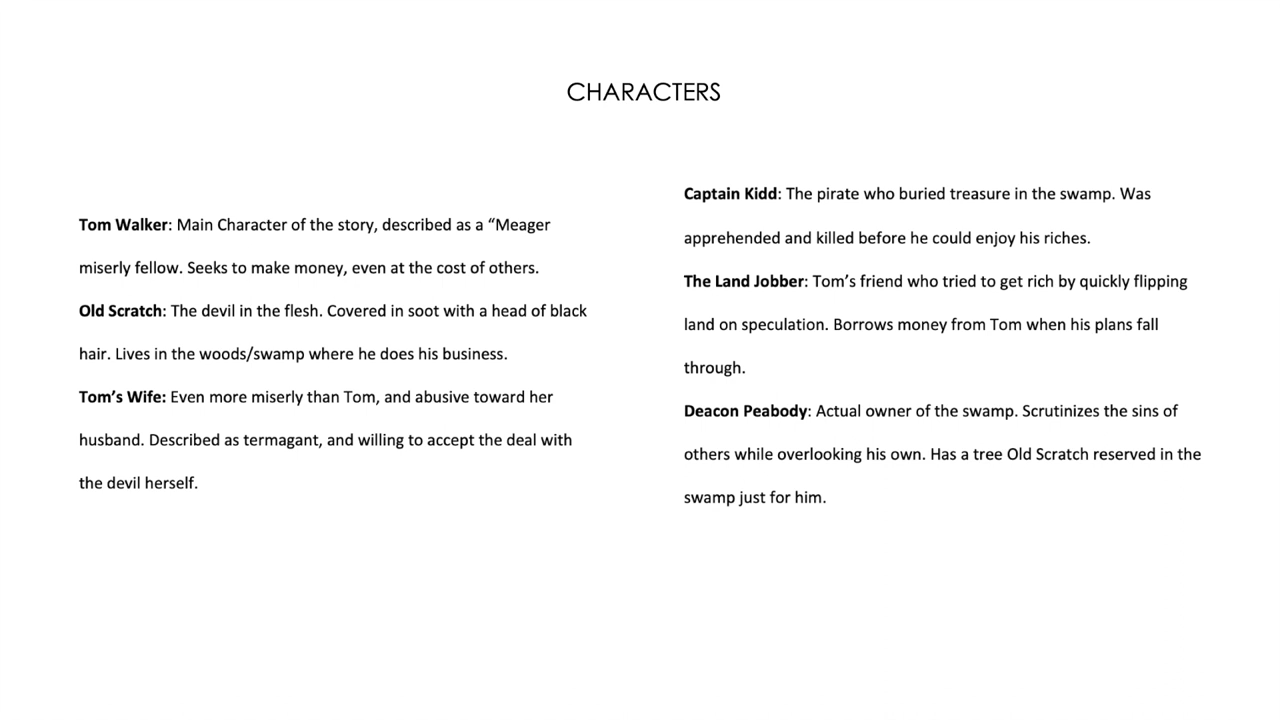 CHARACTERS
Tom Walker: Main Character of the story, described as a “Meager
miserly fellow. Seeks to make money, even at the cost of others.
Old Scratch: The devil in the flesh. Covered in soot with a head of black
hair. Lives in the woods/swamp where he does his business.
Tom’s Wife: Even more miserly than Tom, and abusive toward her
husband. Described as termagant, and willing to accept the deal with
the devil herself.
Captain Kidd: The pirate who buried treasure in the swamp. Was
apprehended and killed before he could enjoy his riches.
The Land Jobber: Tom’s friend who tried to get rich by quickly flipping
land on speculation. Borrows money from Tom when his plans fall
through.
Deacon Peabody: Actual owner of the swamp. Scrutinizes the sins of
others while overlooking his own. Has a tree Old Scratch reserved in the
swamp just for him.